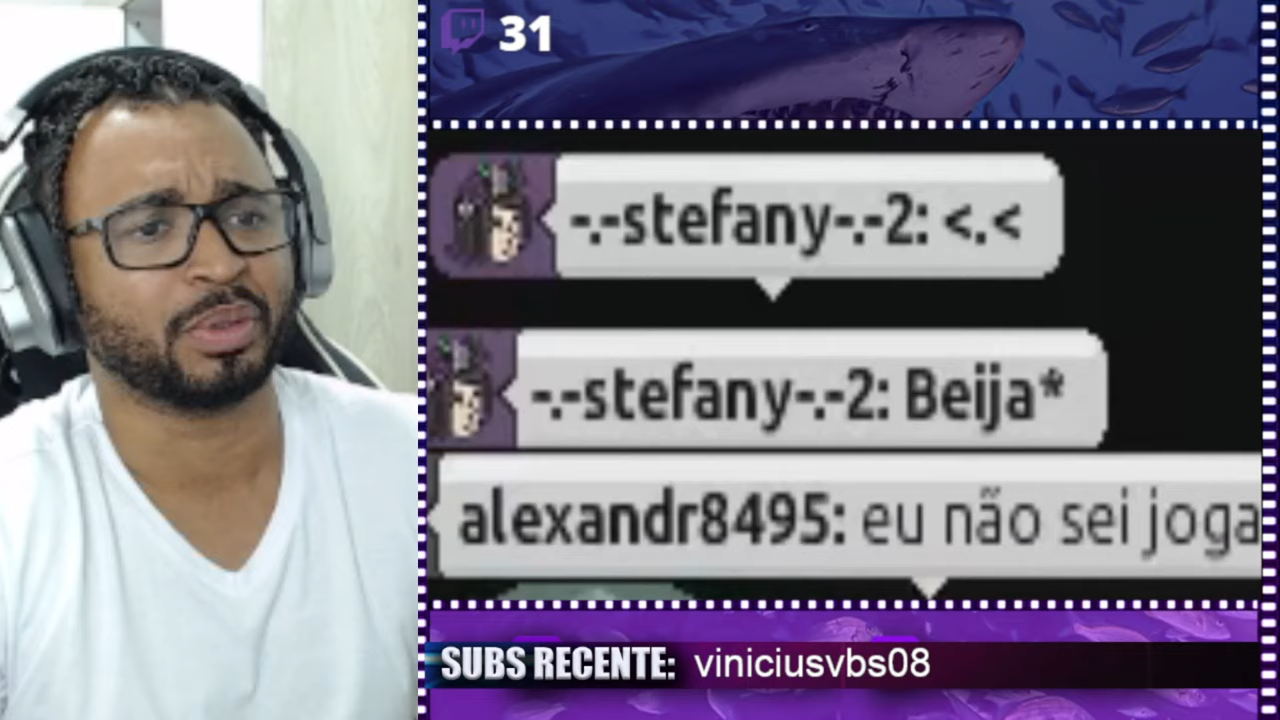 31
-.-stefany-.-2: <.<
-.-stefany-.-2: Beija*
alexandr8495: eu não sei joga
SUBS RECENTE: viniciusvbs08